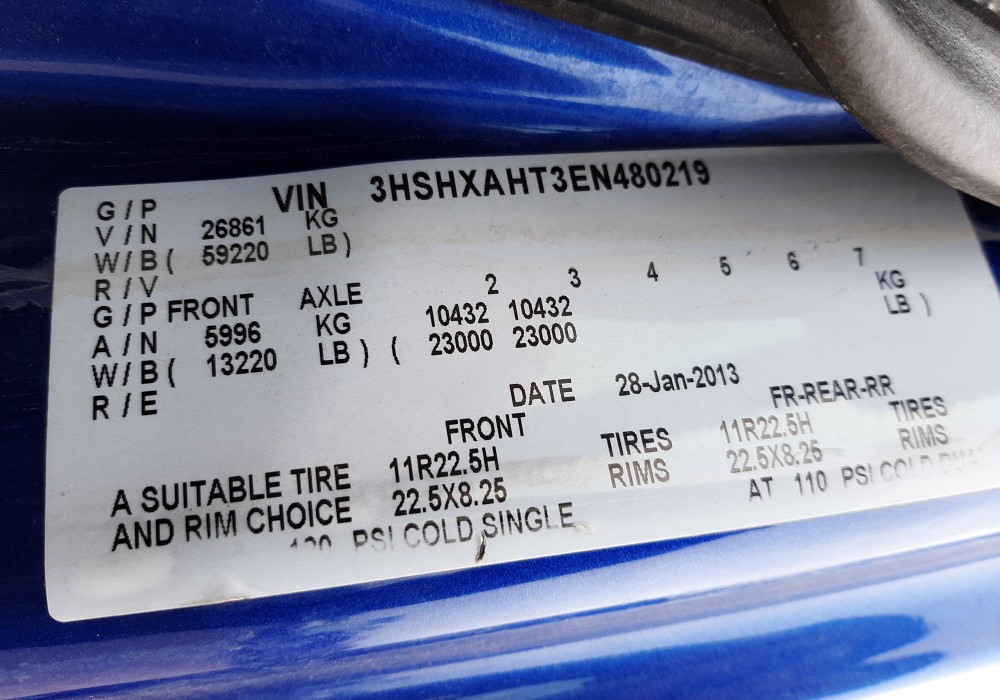 VIN 3HSHXAHT3EN480219
G/P
V/N 26861 KG
W/B ( 59220 LB )
R/V
G/P FRONT AXLE 2 3 4 5 6 7
A/N 5996 KG 10432 10432 KG
W/B ( 13220 LB ) ( 23000 23000 LB )
R/E
DATE 28-Jan-2013
FRONT FR-REAR-RR
A SUITABLE TIRE 11R22.5H TIRES 11R22.5H TIRES
AND RIM CHOICE 22.5X8.25 RIMS 22.5X8.25 RIMS
PSI COLD SINGLE AT 110 PSI COLD